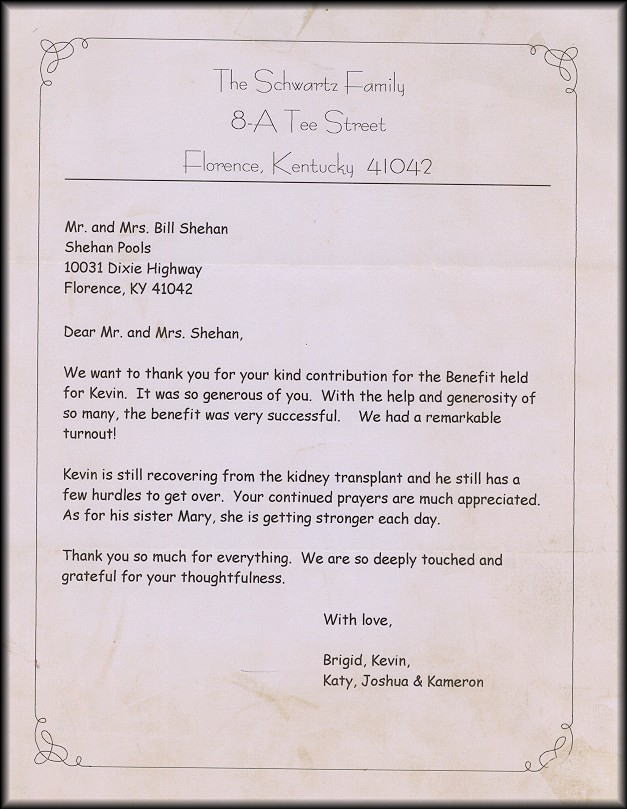 The Schwartz Family
8-A Tee Street
Florence, Kentucky 41042
Mr. and Mrs. Bill Shehan
Shehan Pools
10031 Dixie Highway
Florence, KY 41042
Dear Mr. and Mrs. Shehan,
We want to thank you for your kind contribution for the Benefit held
for Kevin. It was so generous of you. With the help and generosity of
so many, the benefit was very successful. We had a remarkable
turnout!
Kevin is still recovering from the kidney transplant and he still has a
few hurdles to get over. Your continued prayers are much appreciated.
As for his sister Mary, she is getting stronger each day.
Thank you so much for everything. We are so deeply touched and
grateful for your thoughtfulness.
With love,
Brigid, Kevin,
Katy, Joshua & Kameron